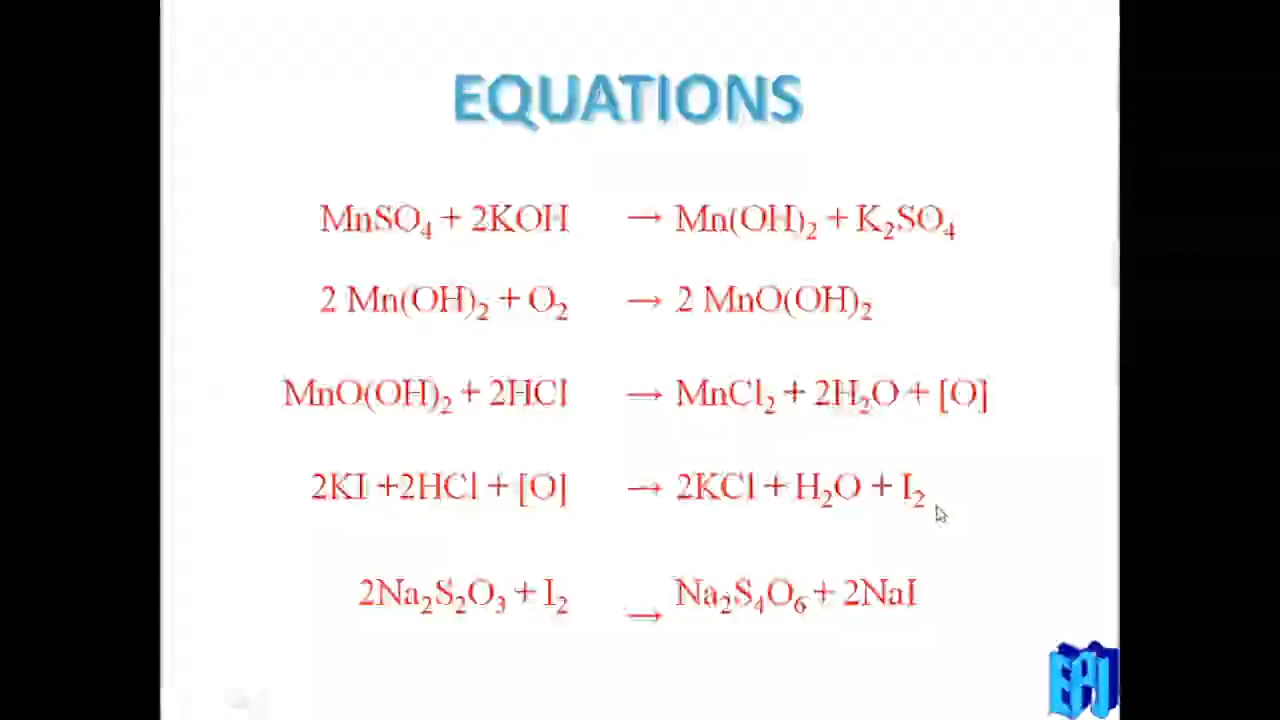 EQUATIONS
MnSO₄ + 2KOH → Mn(OH)₂ + K₂SO₄
2 Mn(OH)₂ + O₂ → 2 MnO(OH)₂
MnO(OH)₂ + 2HCl → MnCl₂ + 2H₂O + [O]
2KI +2HCl + [O] → 2KCl + H₂O + I₂
2Na₂S₂O₃ + I₂ → Na₂S₄O₆ + 2NaI
EPI